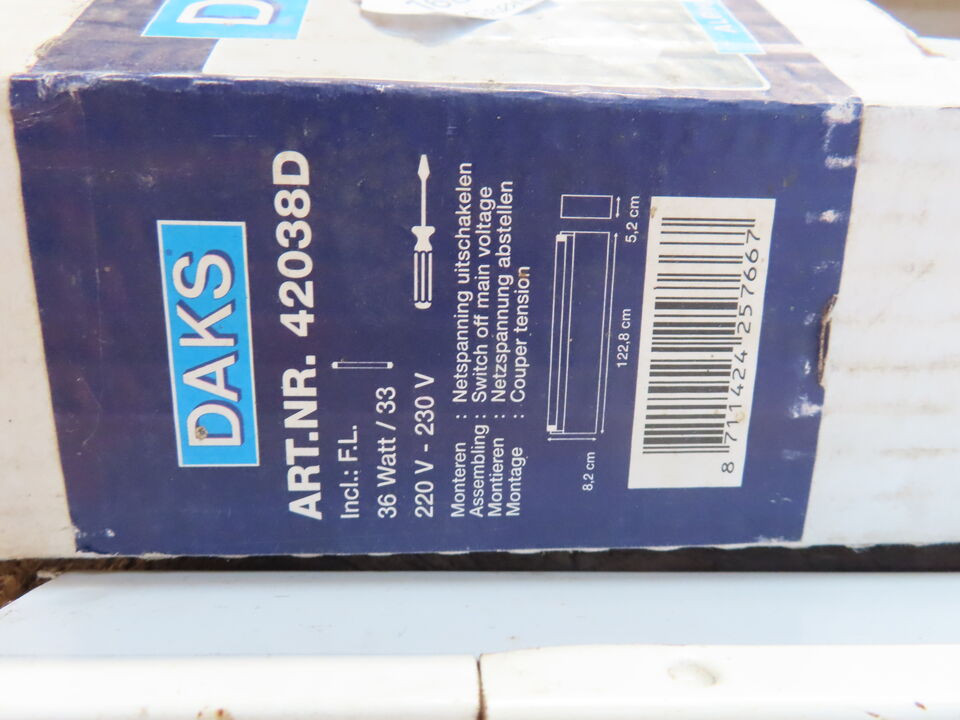 DAKS
ART.NR. 42038D
Incl.: F.L.
36 Watt / 33
220 V - 230 V
Monteren : Netspanning uitschakelen
Assembling : Switch off main voltage
Montieren : Netzspannung abstellen
Montage : Couper tension
8,2 cm
122,8 cm
5,2 cm
8 711424 257667